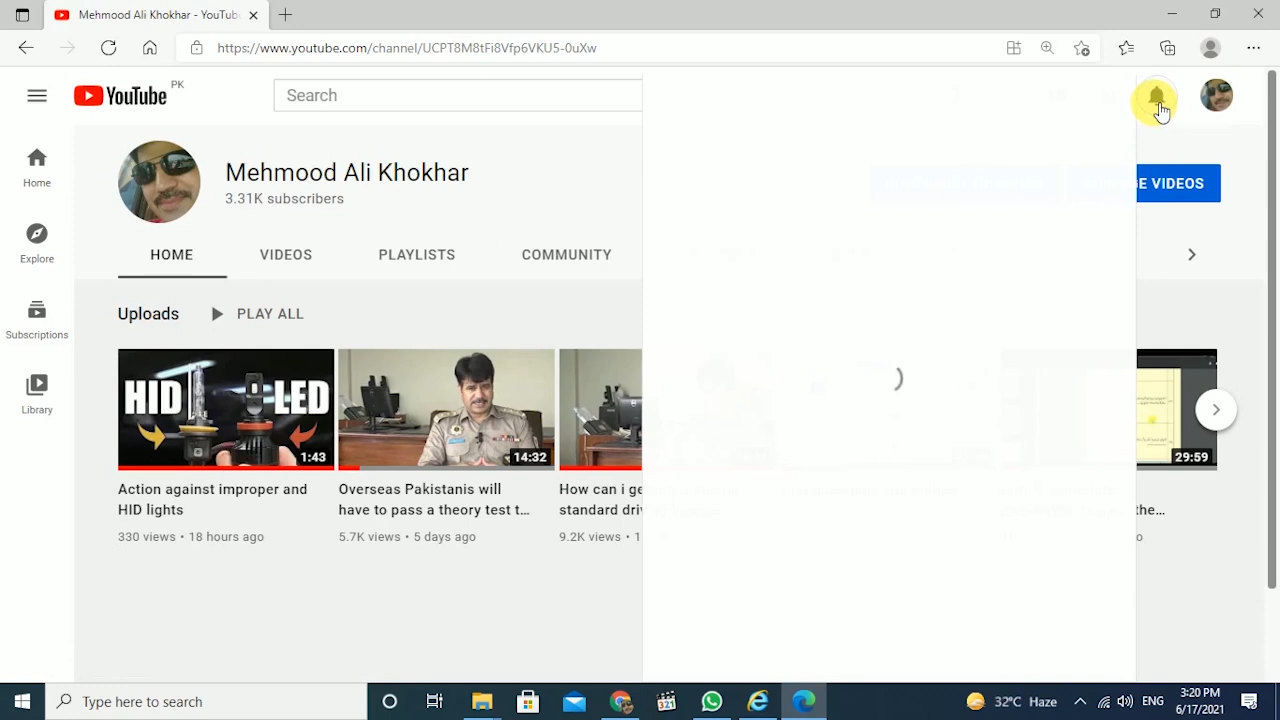 Mehmood Ali Khokhar - YouTub
https://www.youtube.com/channel/UCPT8M8tFi8Vfp6VKU5-0uXw
YouTube PK
Search
Home
Explore
Subscriptions
Library
Mehmood Ali Khokhar
3.31K subscribers
E VIDEOS
HOME VIDEOS PLAYLISTS COMMUNITY
Uploads PLAY ALL
HID LED
1:43 14:32 29:59
Action against improper and
HID lights
330 views • 18 hours ago
Overseas Pakistanis will
have to pass a theory test t...
5.7K views • 5 days ago
How can i ge
standard driv
9.2K views • 1
the...
o
Type here to search
321
32°C Haze
ENG
3:20 PM
6/17/2021